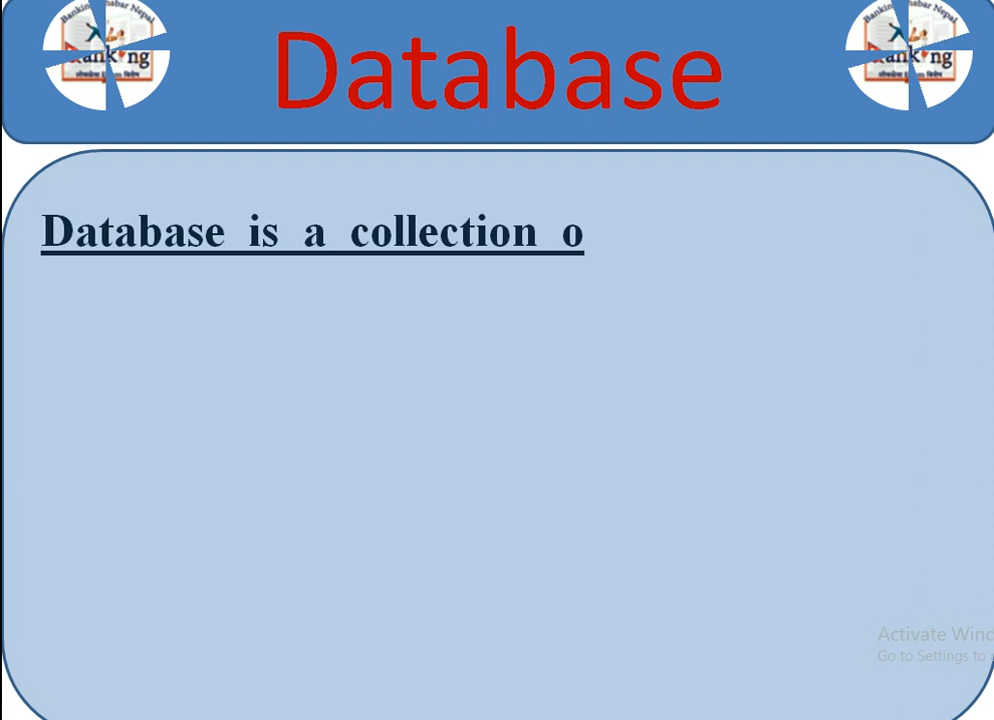 Database
Database is a collection o
Activate Wind
Go to Settings to